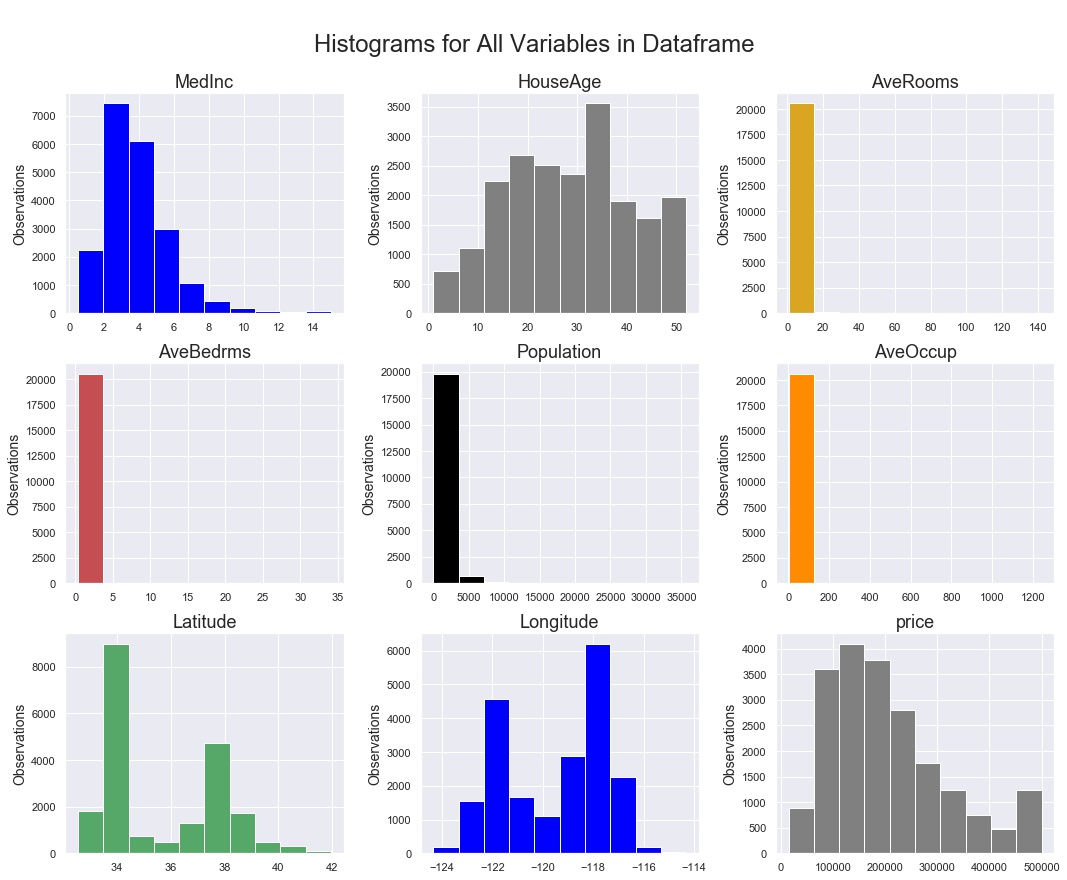 Histograms for All Variables in Dataframe
MedInc
Observations
7000
6000
5000
4000
3000
2000
1000
0
0 2 4 6 8 10 12 14
HouseAge
Observations
3500
3000
2500
2000
1500
1000
500
0
0 10 20 30 40 50
AveRooms
Observations
20000
17500
15000
12500
10000
7500
5000
2500
0
0 20 40 60 80 100 120 140
AveBedrms
Observations
20000
17500
15000
12500
10000
7500
5000
2500
0
0 5 10 15 20 25 30 35
Population
Observations
20000
17500
15000
12500
10000
7500
5000
2500
0
0 5000 10000 15000 20000 25000 30000 35000
AveOccup
Observations
20000
17500
15000
12500
10000
7500
5000
2500
0
0 200 400 600 800 1000 1200
Latitude
Observations
8000
6000
4000
2000
0
34 36 38 40 42
Longitude
Observations
6000
5000
4000
3000
2000
1000
0
−124 −122 −120 −118 −116 −114
price
Observations
4000
3500
3000
2500
2000
1500
1000
500
0
0 100000 200000 300000 400000 500000